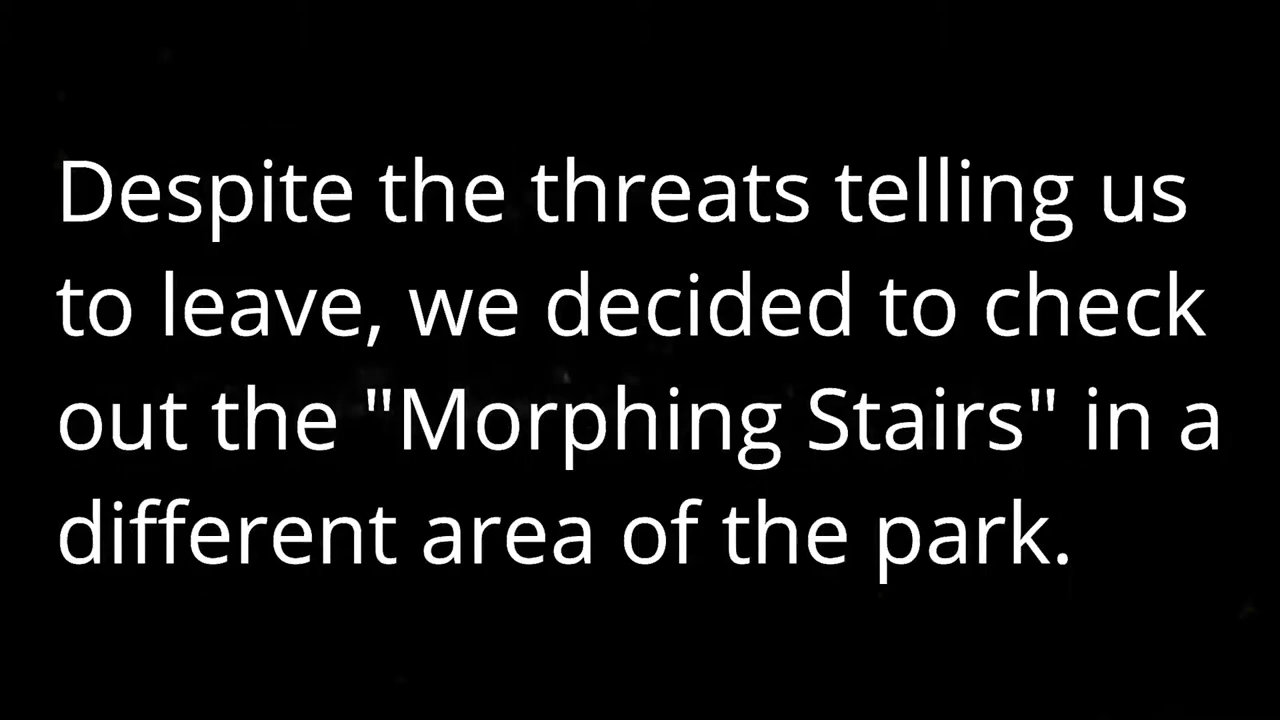 Despite the threats telling us
to leave, we decided to check
out the "Morphing Stairs" in a
different area of the park.